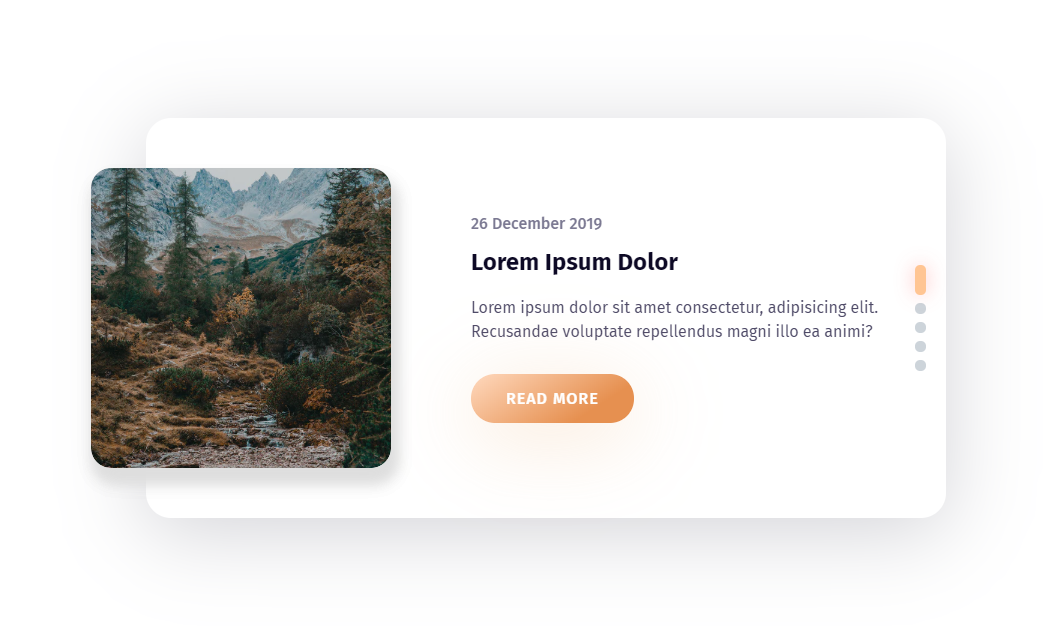 26 December 2019
Lorem Ipsum Dolor
Lorem ipsum dolor sit amet consectetur, adipisicing elit.
Recusandae voluptate repellendus magni illo ea animi?
READ MORE